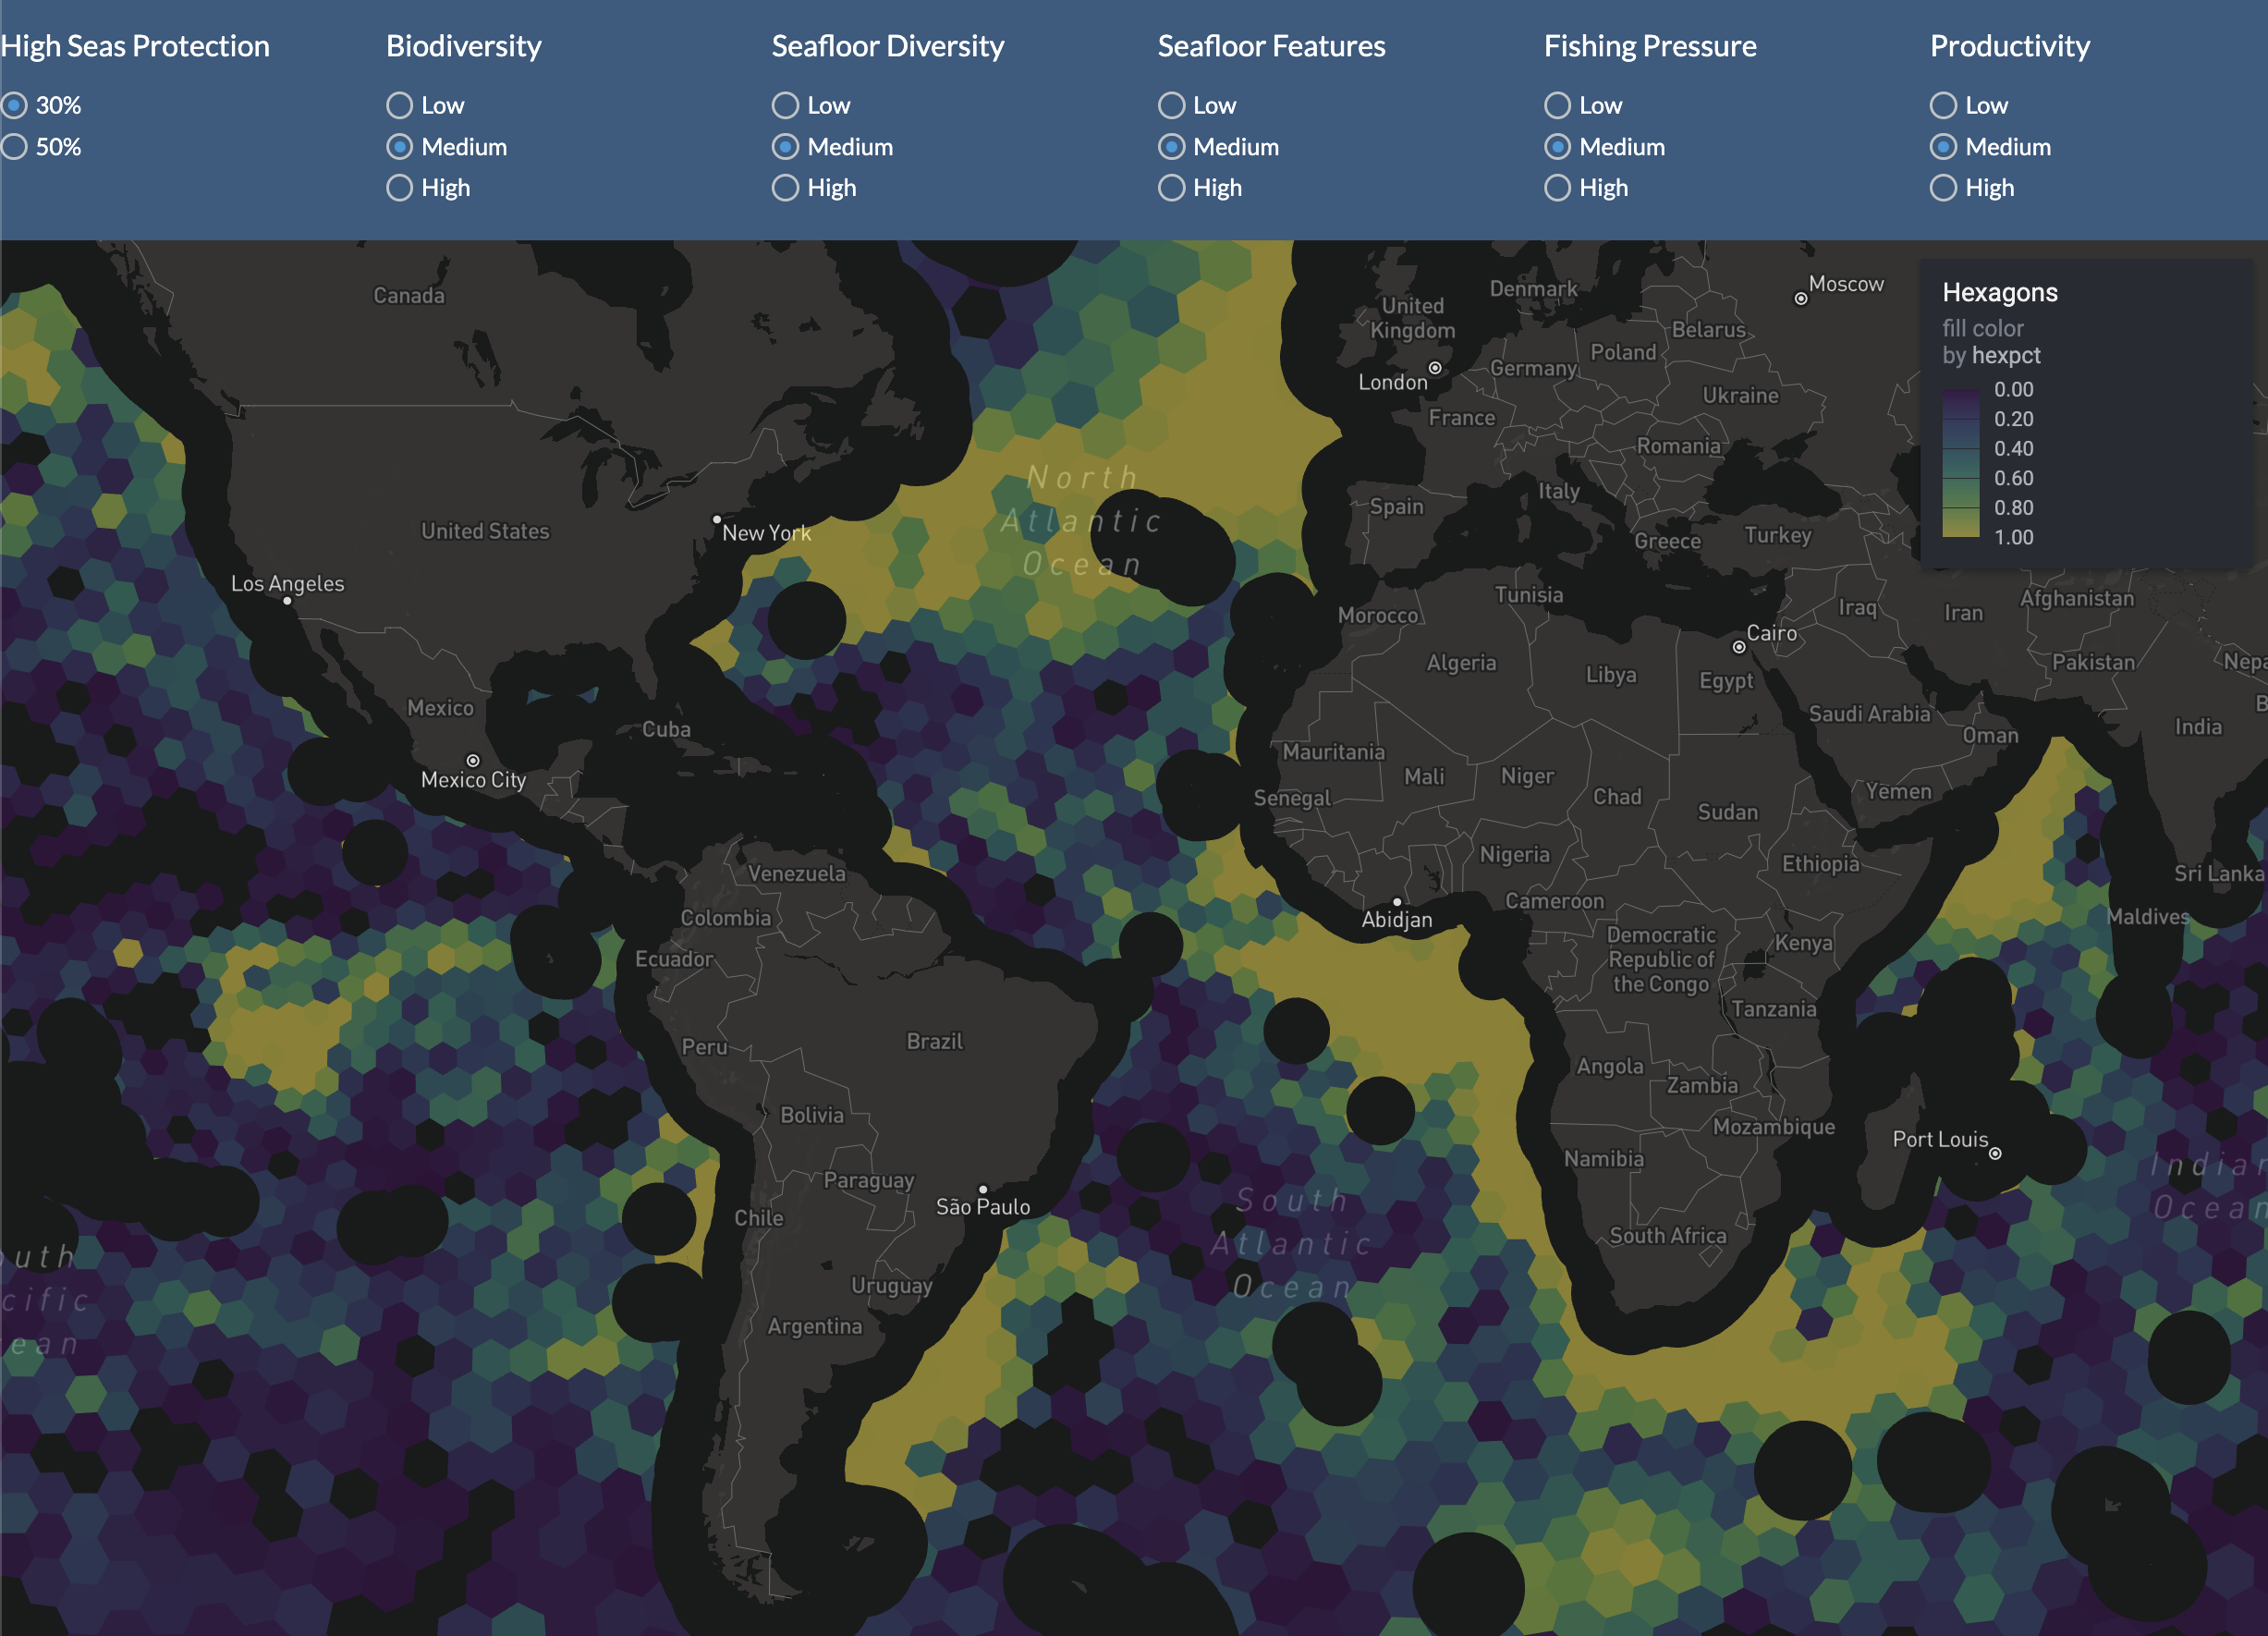 High Seas Protection
30%
50%
Biodiversity
Low
Medium
High
Seafloor Diversity
Low
Medium
High
Seafloor Features
Low
Medium
High
Fishing Pressure
Low
Medium
High
Productivity
Low
Medium
High
Hexagons
fill color
by hexpct
0.00
0.20
0.40
0.60
0.80
1.00
Canada
United States
New York
Los Angeles
Mexico
Mexico City
Cuba
Venezuela
Colombia
Ecuador
Peru
Brazil
Bolivia
Paraguay
São Paulo
Chile
Uruguay
Argentina
North
Atlantic
Ocean
South
Atlantic
Ocean
outh
cific
ean
United
Kingdom
London
Denmark
Germany
Poland
Belarus
Moscow
Ukraine
France
Romania
Spain
Italy
Greece
Turkey
Morocco
Tunisia
Algeria
Libya
Cairo
Egypt
Iraq
Iran
Afghanistan
Pakistan
Nepa
B
India
Saudi Arabia
Oman
Yemen
Mauritania
Mali
Niger
Chad
Sudan
Senegal
Nigeria
Ethiopia
Abidjan
Cameroon
Democratic
Republic of
the Congo
Kenya
Tanzania
Angola
Zambia
Mozambique
Namibia
South Africa
Port Louis
Sri Lanka
Maldives
Indian
Ocean